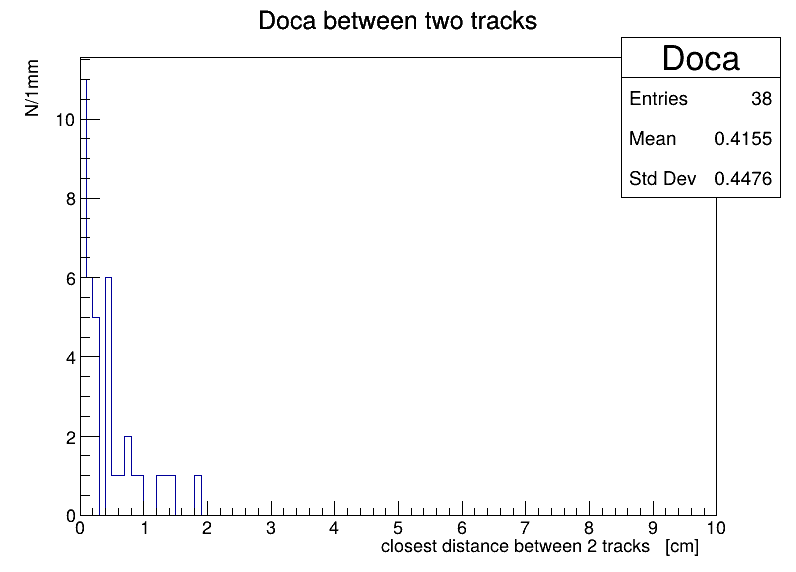 Doca between two tracks
Doca
Entries 38
Mean 0.4155
Std Dev 0.4476
N/1mm
10
8
6
4
2
0
0 1 2 3 4 5 6 7 8 9 10
closest distance between 2 tracks [cm]